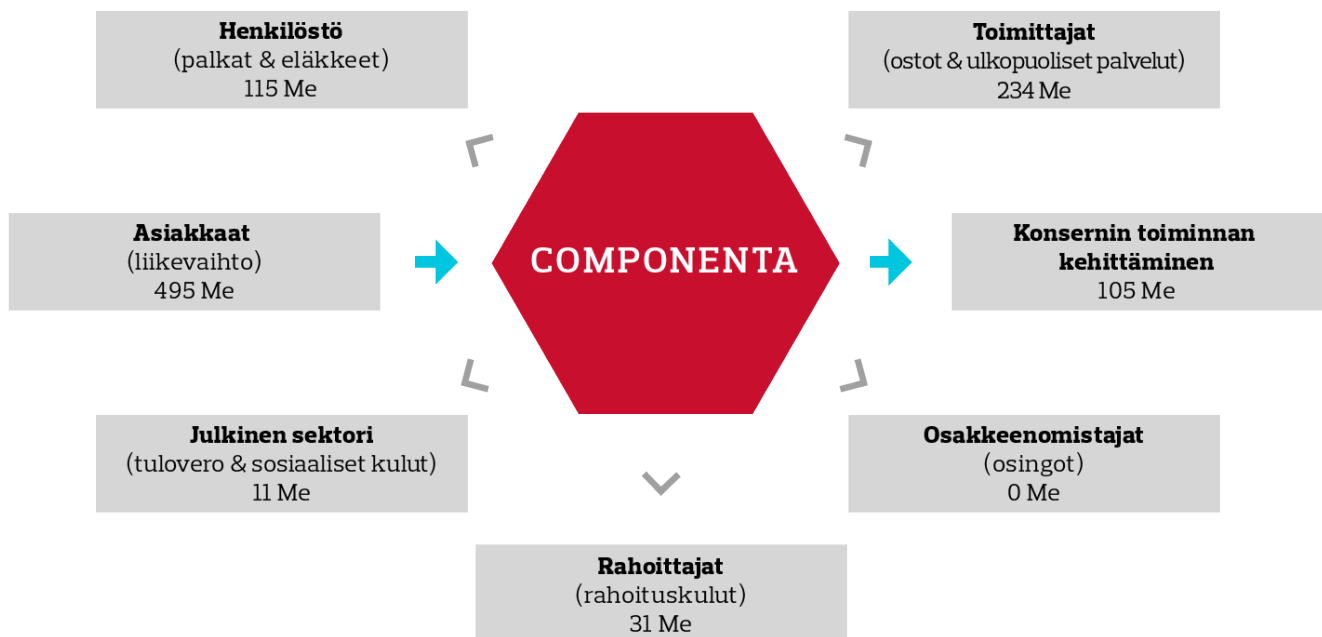 Henkilöstö
(palkat & eläkkeet)
115 Me
Toimittajat
(ostot & ulkopuoliset palvelut)
234 Me
Asiakkaat
(liikevaihto)
495 Me
COMPONENTA
Konsernin toiminnan
kehittäminen
105 Me
Julkinen sektori
(tulovero & sosiaaliset kulut)
11 Me
Osakkeenomistajat
(osingot)
0 Me
Rahoittajat
(rahoituskulut)
31 Me